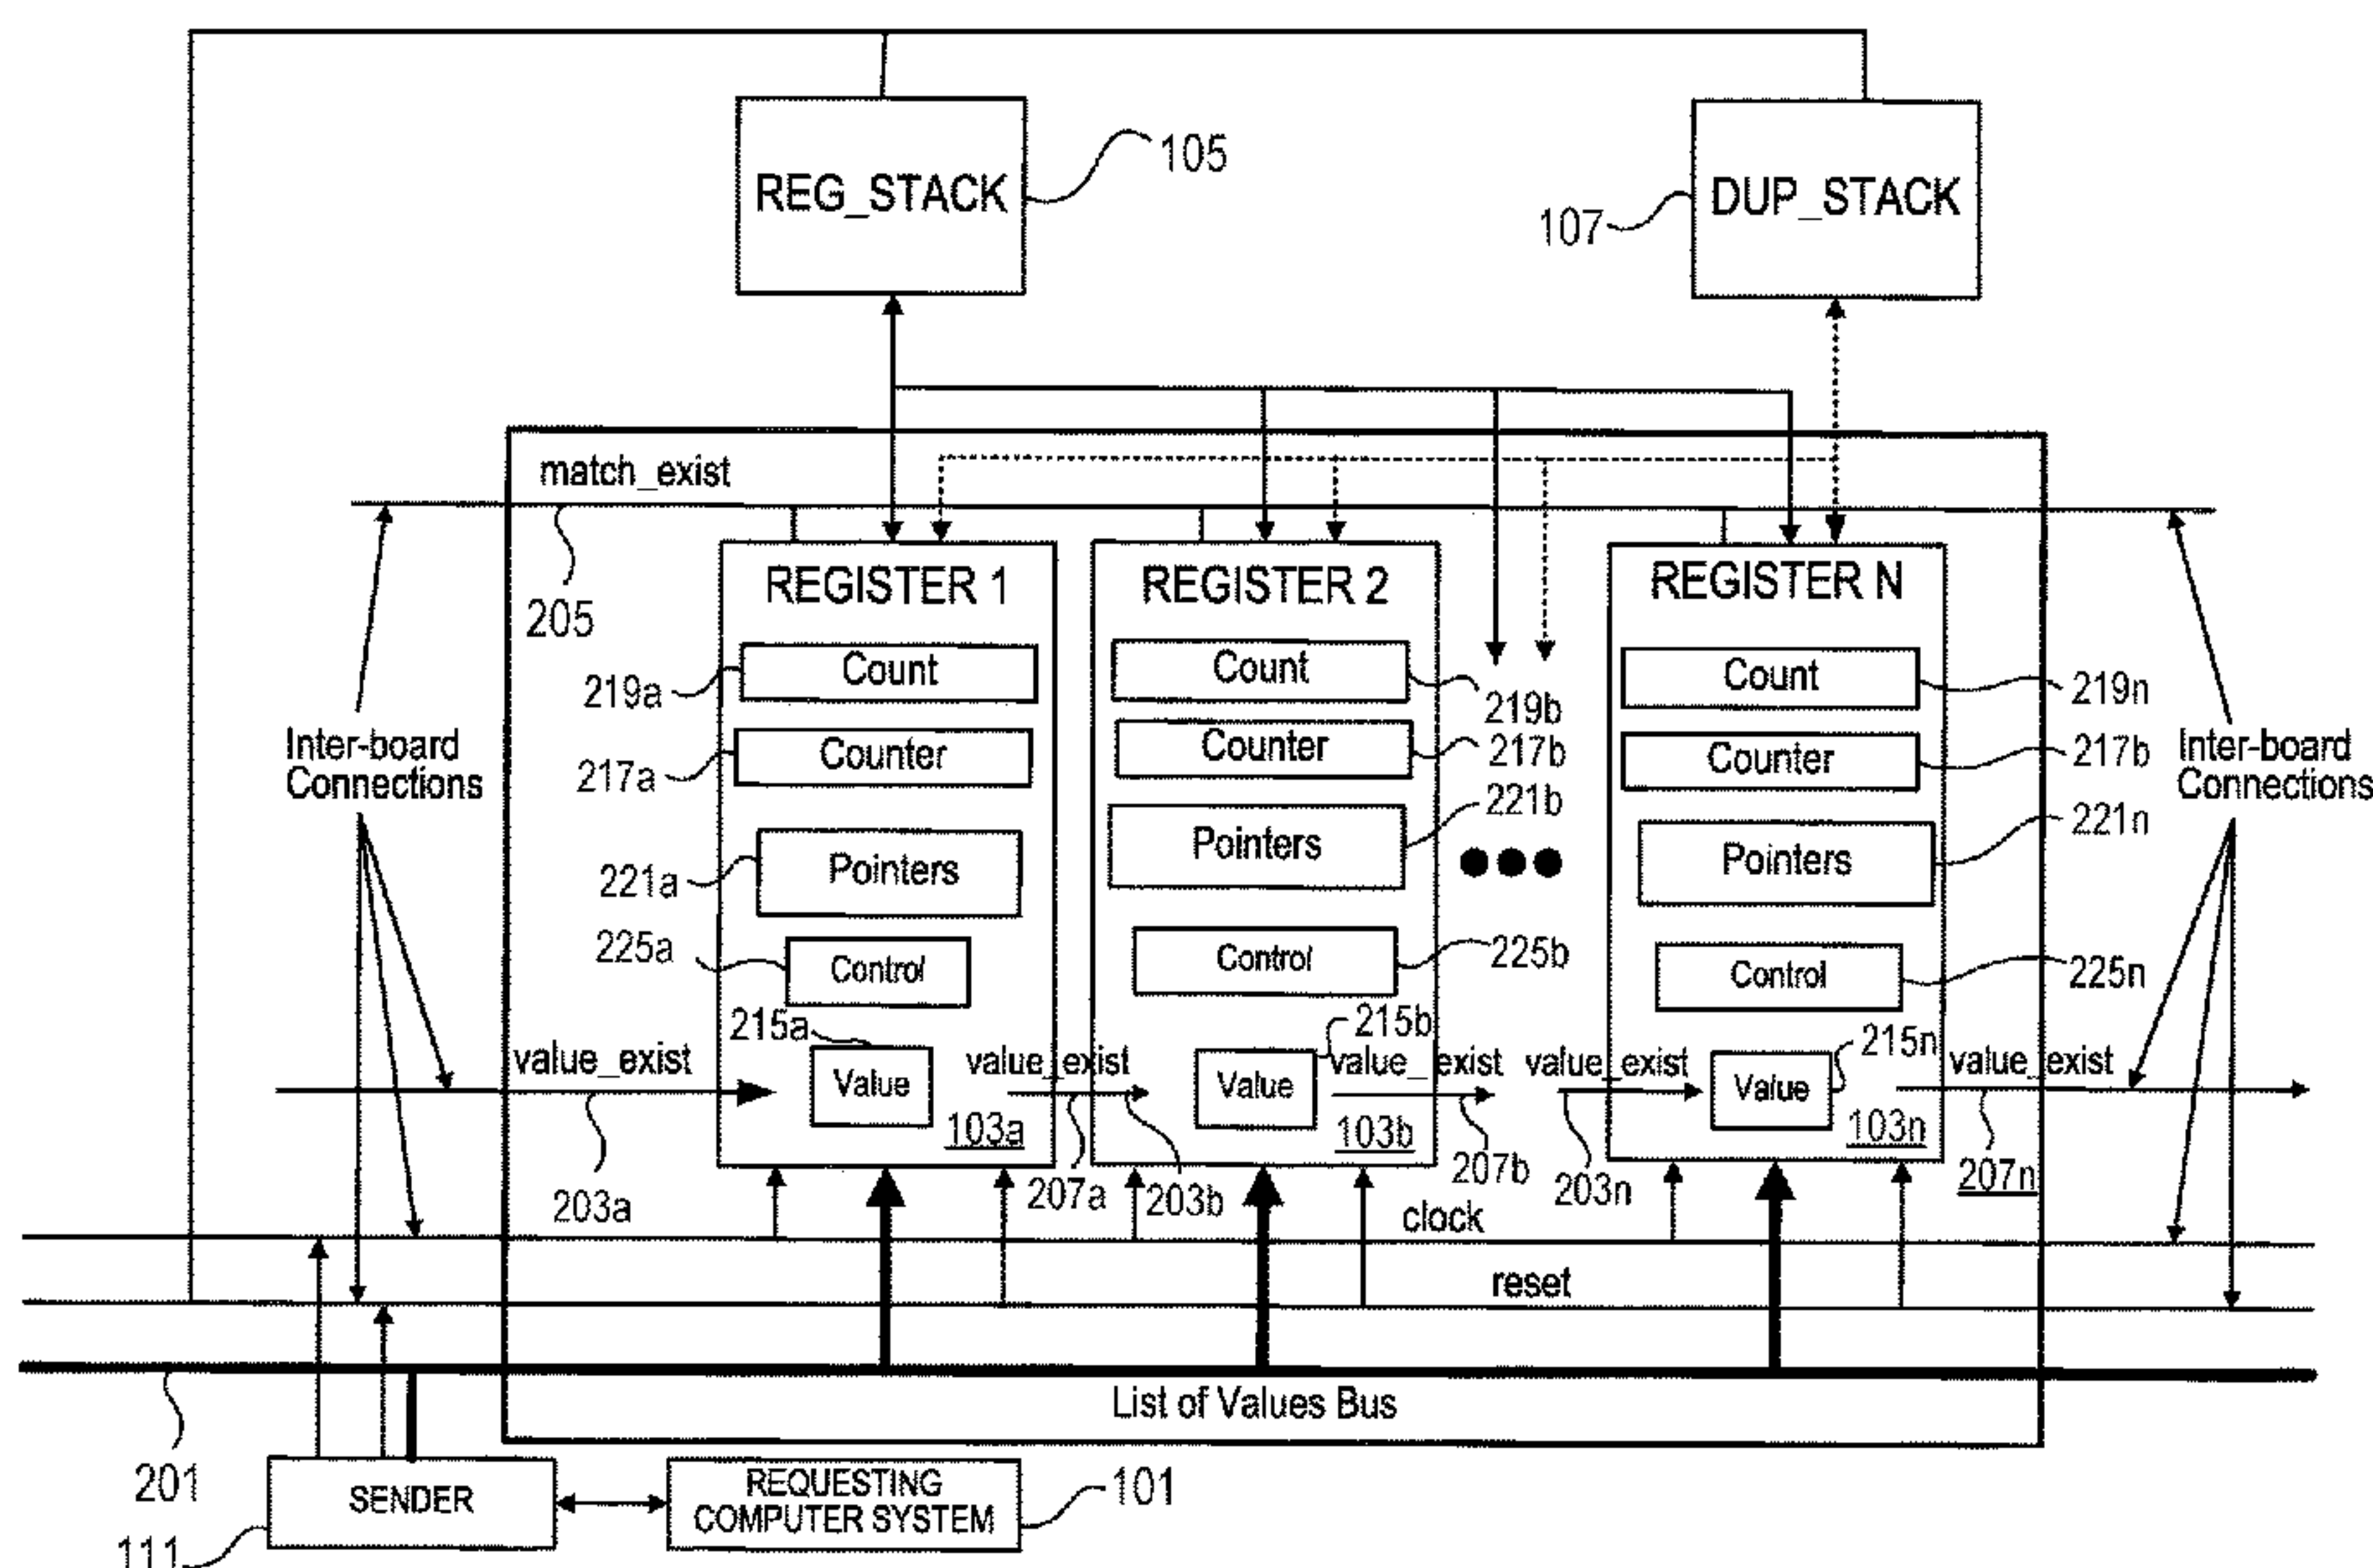 REG_STACK
105
DUP_STACK
107
match_exist
205
REGISTER 1
REGISTER 2
REGISTER N
Count
219a
Count
219b
Count
219n
Counter
217a
Counter
217b
Counter
217b
Inter-board
Connections
Inter-board
Connections
Pointers
221a
Pointers
221b
Pointers
221n
Control
225a
Control
225b
Control
225n
215a
215b
215n
value_exist
Value
value_exist
Value
value_exist
value_exist
Value
value_exist
103a
103b
103n
203a
207a
203b
207b
203n
207n
clock
reset
List of Values Bus
201
SENDER
111
REQUESTING
COMPUTER SYSTEM
101